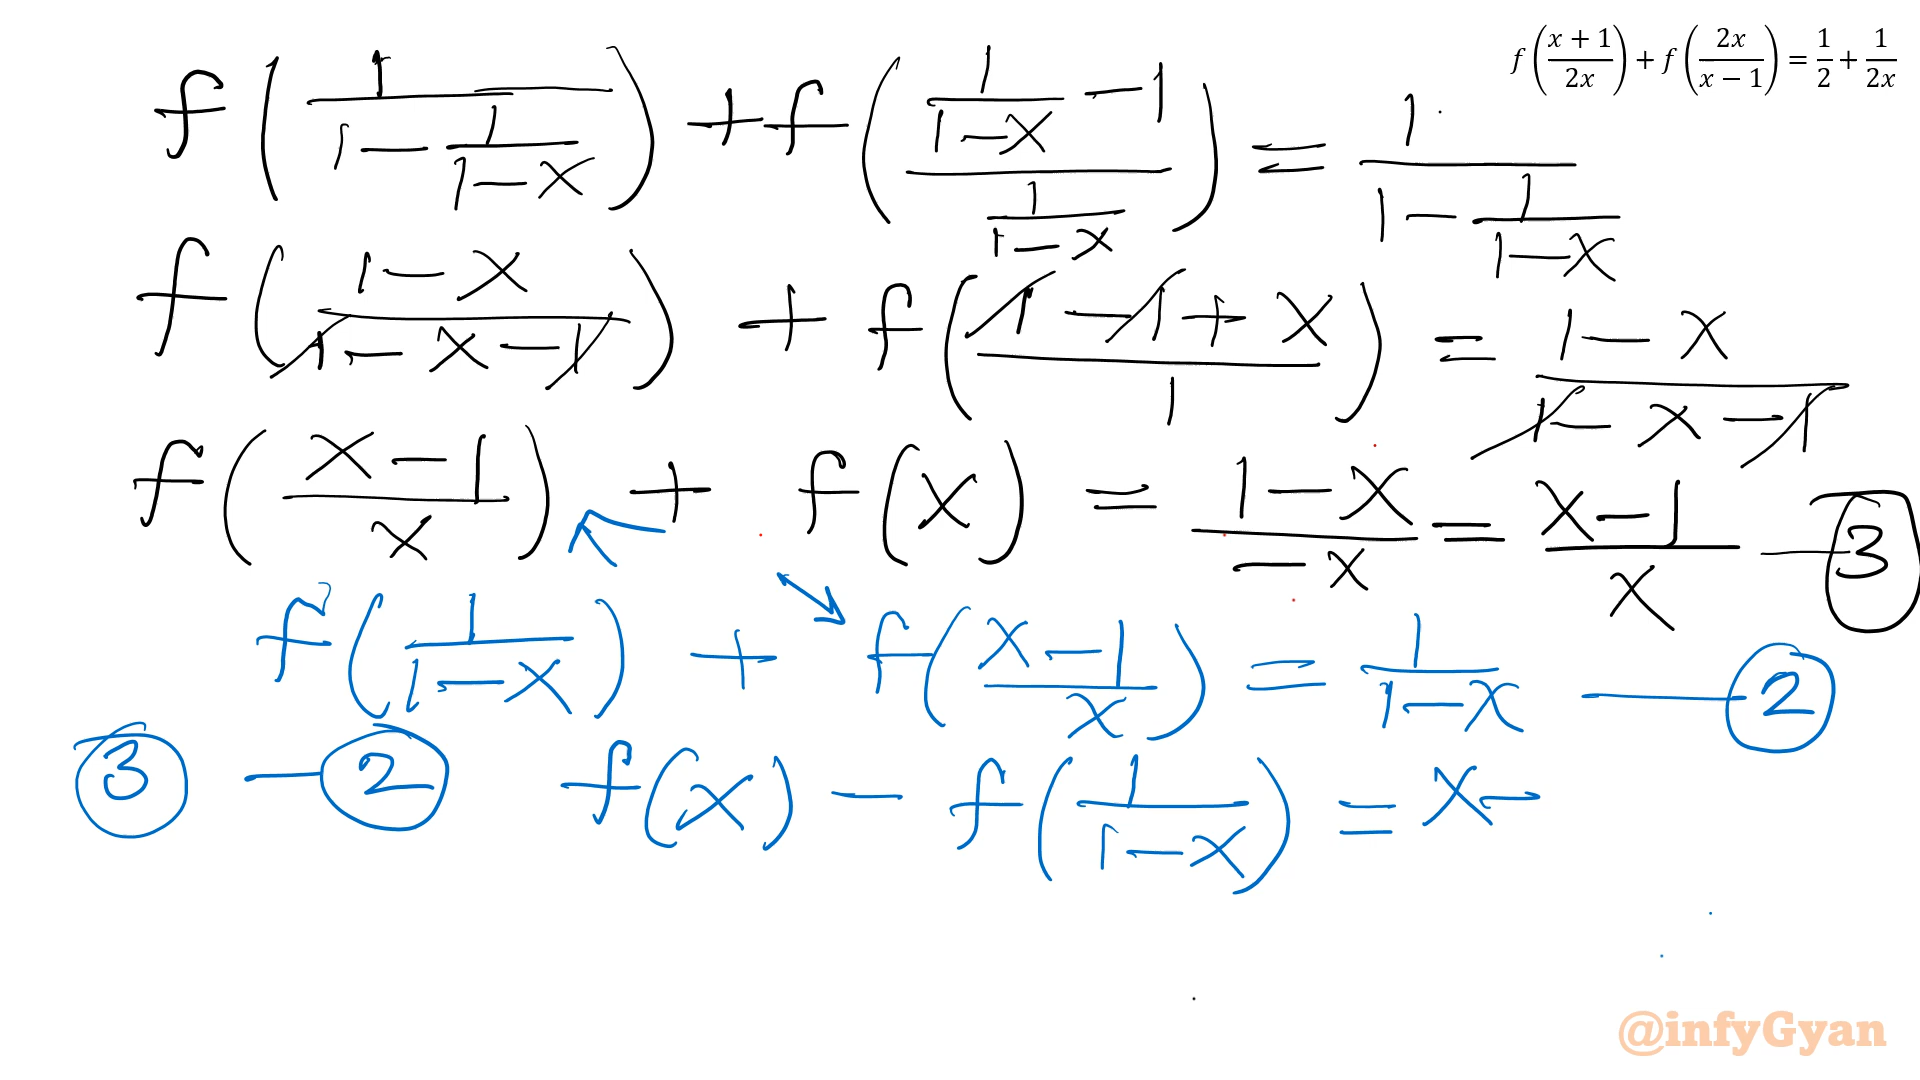 f((x + 1)/(2x)) + f((2x)/(x − 1)) = 1/2 + 1/(2x)
f(1/(1 − 1/(1 − x))) + f((1/(1 − x) − 1)/(1/(1 − x))) = 1/(1 − 1/(1 − x))
f((1 − x)/(1 − x − 1)) + f((1 − 1 + x)/1) = (1 − x)/(1 − x − 1)
f((x − 1)/x) + f(x) = (1 − x)/(−x) = (x − 1)/x — 3
f(1/(1 − x)) + f((x − 1)/x) = 1/(1 − x) — 2
3 − 2 f(x) − f(1/(1 − x)) = x −
@infyGyan